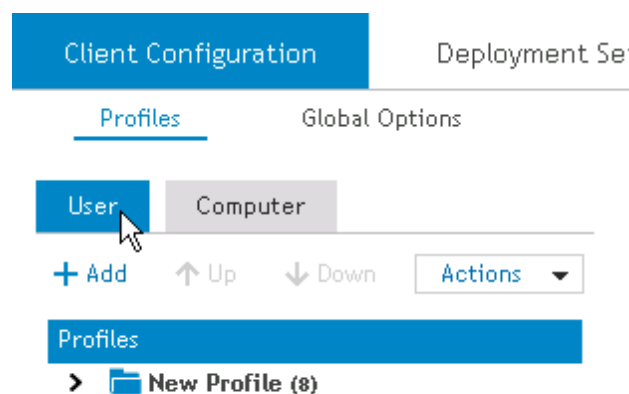 Client Configuration Deployment Se
Profiles Global Options
User Computer
Add Up Down Actions
Profiles
New Profile (8)